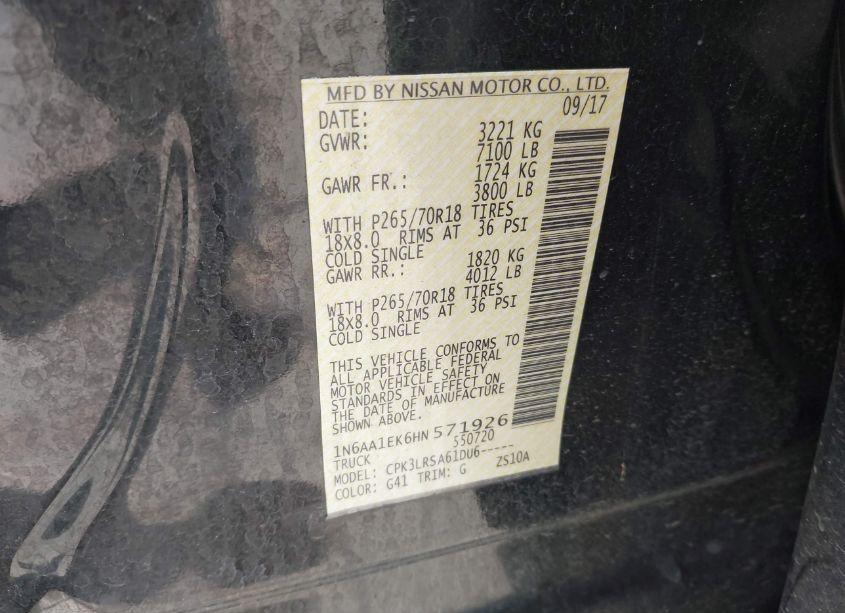 MFD BY NISSAN MOTOR CO., LTD.
DATE: 09/17
GVWR: 3221 KG
7100 LB
GAWR FR.: 1724 KG
3800 LB
WITH P265/70R18 TIRES
18X8.0 RIMS AT 36 PSI
COLD SINGLE
GAWR RR.: 1820 KG
4012 LB
WITH P265/70R18 TIRES
18X8.0 RIMS AT 36 PSI
COLD SINGLE
THIS VEHICLE CONFORMS TO
ALL APPLICABLE FEDERAL
MOTOR VEHICLE SAFETY
STANDARDS IN EFFECT ON
THE DATE OF MANUFACTURE
SHOWN ABOVE.
1N6AA1EK6HN571926
TRUCK 550720
MODEL: CPK3LRSA61DU6-----
COLOR: G41 TRIM: G ZS10A